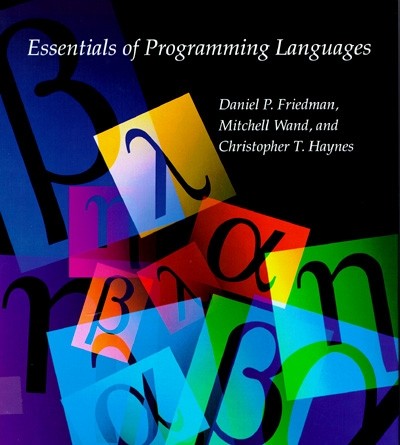 Essentials of Programming Languages
Daniel P. Friedman,
Mitchell Wand, and
Christopher T. Haynes
β
λ
η
α
β
λ
η
η
α
α
β
β